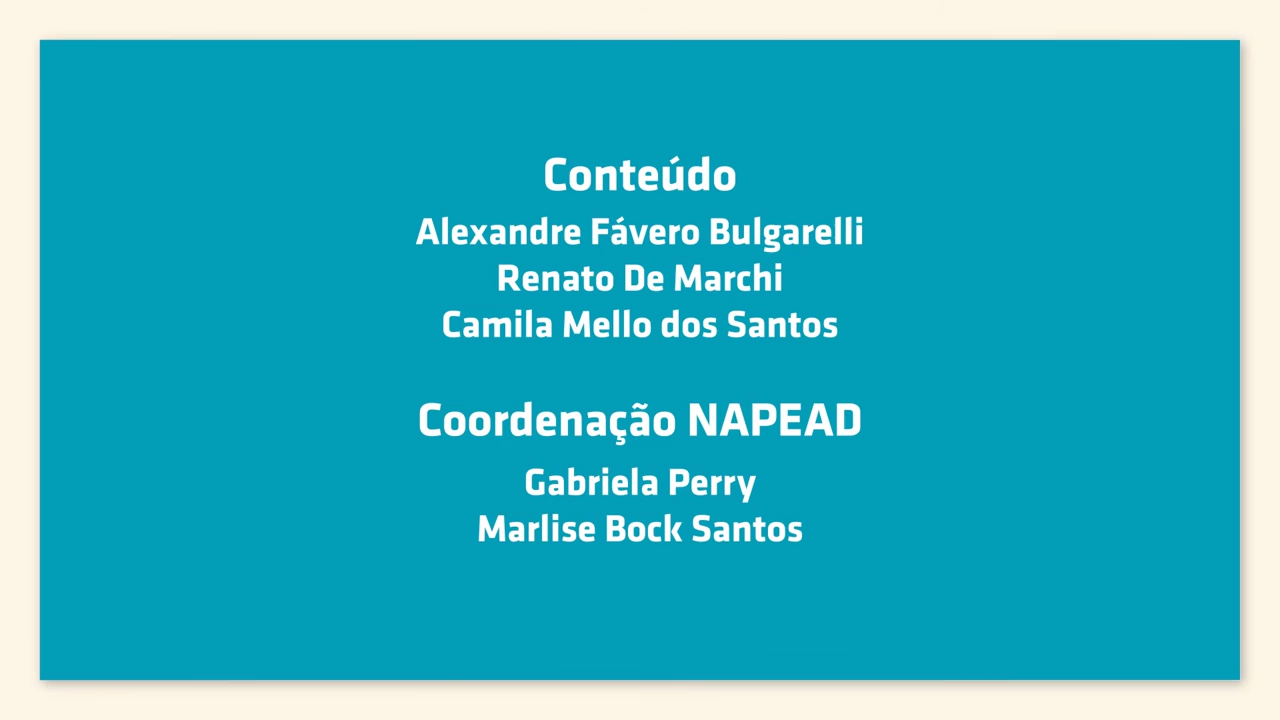 Conteúdo
Alexandre Fávero Bulgarelli
Renato De Marchi
Camila Mello dos Santos
Coordenação NAPEAD
Gabriela Perry
Marlise Bock Santos